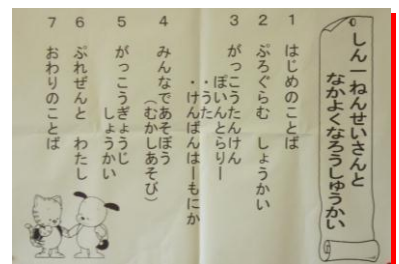 しん一ねんせいさんと
なかよくなろうしゅうかい
1 はじめのことば
2 ぷろぐらむ しょうかい
3 がっこうたんけん
ぽいんとらりー
・うた
・けんばんはーもにか
4 みんなであそぼう
(むかしあそび)
5 がっこうぎょうじ
しょうかい
6 ぷれぜんと わたし
7 おわりのことば